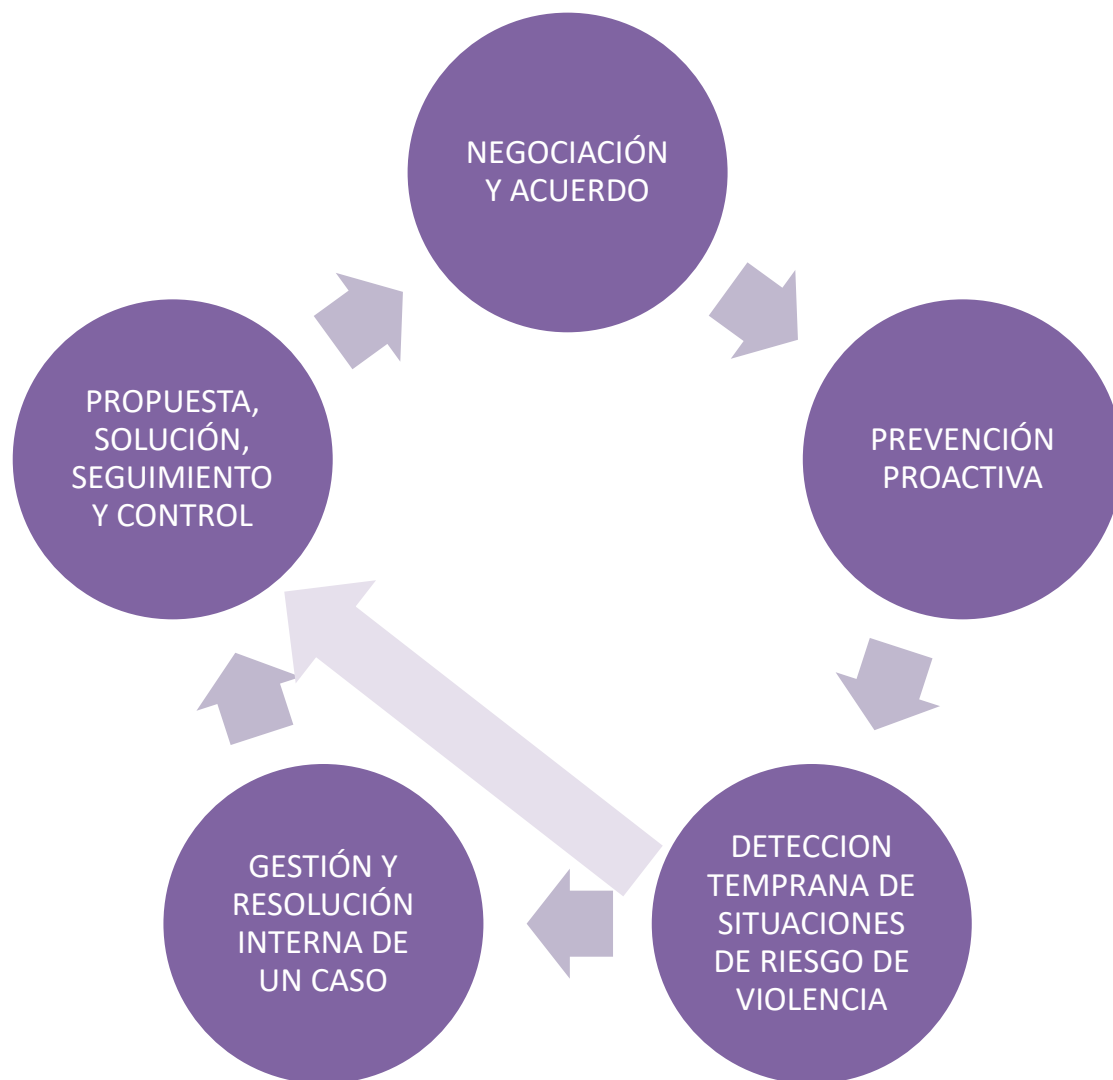 NEGOCIACIÓN
Y ACUERDO
PREVENCIÓN
PROACTIVA
DETECCION
TEMPRANA DE
SITUACIONES
DE RIESGO DE
VIOLENCIA
GESTIÓN Y
RESOLUCIÓN
INTERNA DE
UN CASO
PROPUESTA,
SOLUCIÓN,
SEGUIMIENTO
Y CONTROL